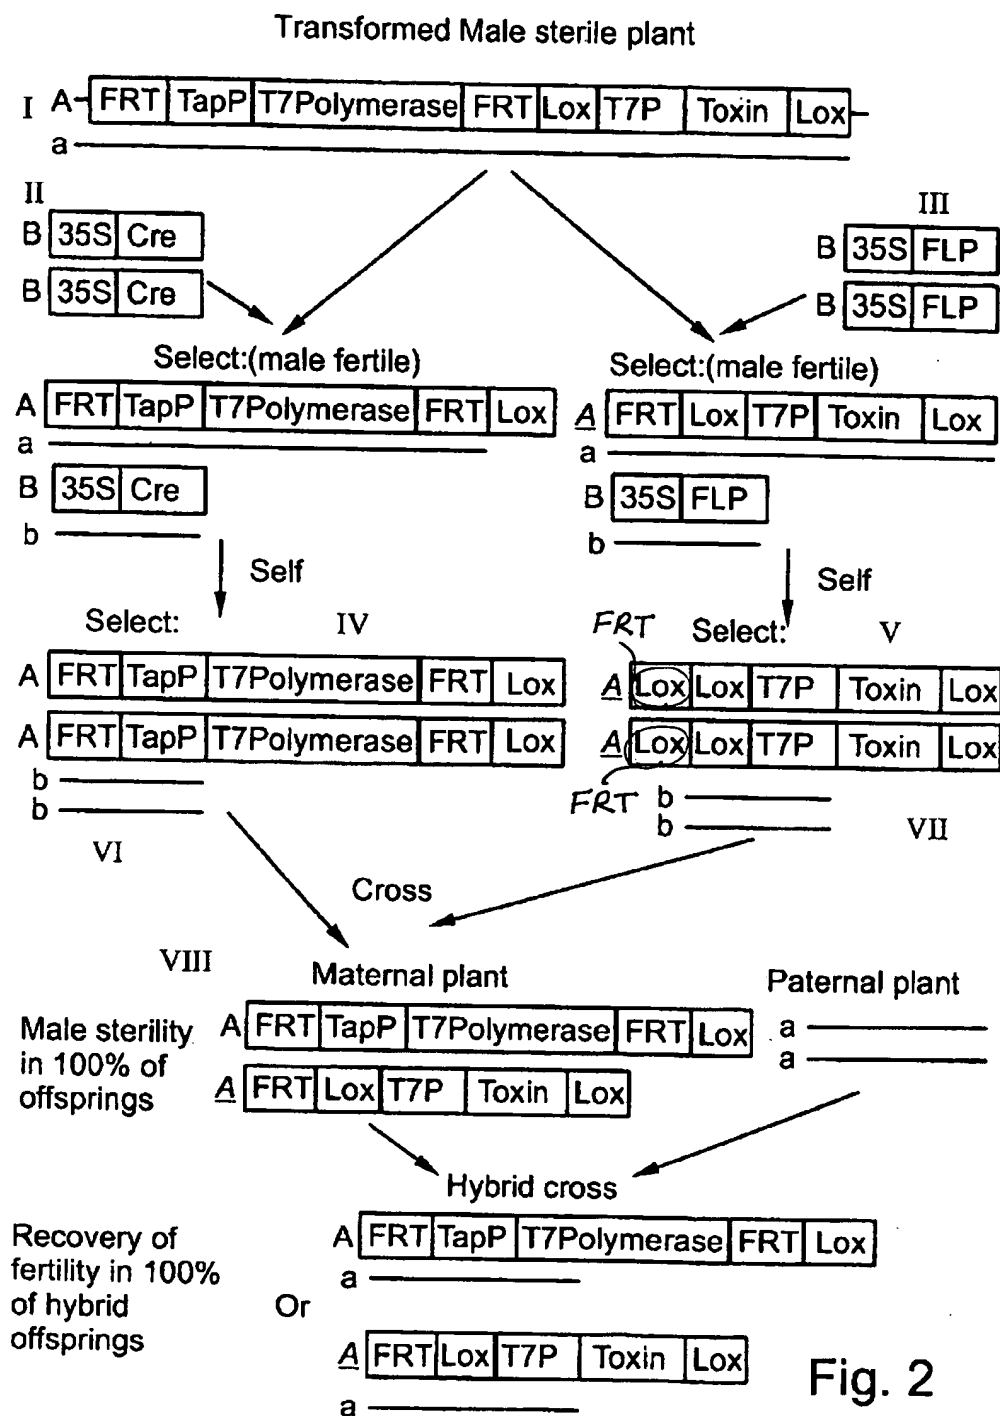 Transformed Male sterile plant
I A FRT TapP T7Polymerase FRT Lox T7P Toxin Lox
a
II
III
B 35S Cre
B 35S FLP
B 35S Cre
B 35S FLP
Select:(male fertile)
Select:(male fertile)
A FRT TapP T7Polymerase FRT Lox
A FRT Lox T7P Toxin Lox
a
a
B 35S Cre
B 35S FLP
b
b
Self
Self
Select: IV
FRT Select: V
A FRT TapP T7Polymerase FRT Lox
A Lox Lox T7P Toxin Lox
A FRT TapP T7Polymerase FRT Lox
A Lox Lox T7P Toxin Lox
b
b
FRT b
b
VI
VII
Cross
VIII
Maternal plant
Paternal plant
Male sterility
in 100% of
offsprings
A FRT TapP T7Polymerase FRT Lox
A FRT Lox T7P Toxin Lox
a
a
Hybrid cross
Recovery of
fertility in 100%
of hybrid
offsprings
A FRT TapP T7Polymerase FRT Lox
a
Or
A FRT Lox T7P Toxin Lox
a
Fig. 2